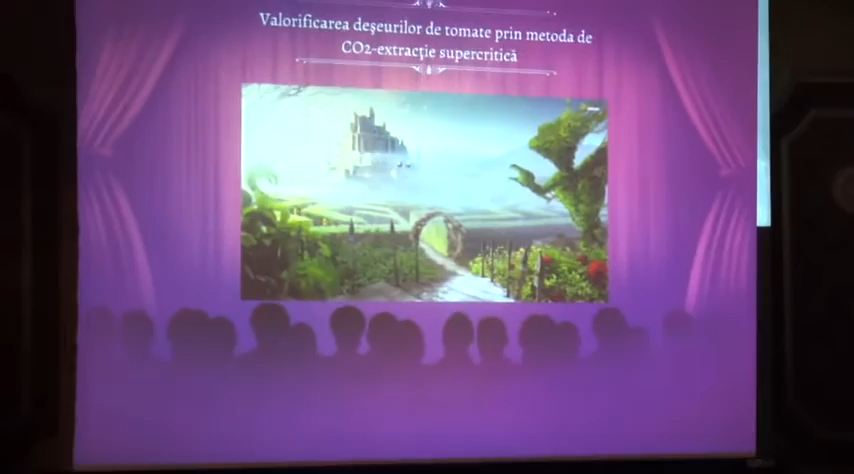 Valorificarea deşeurilor de tomate prin metoda de
CO2-extracţie supercritică